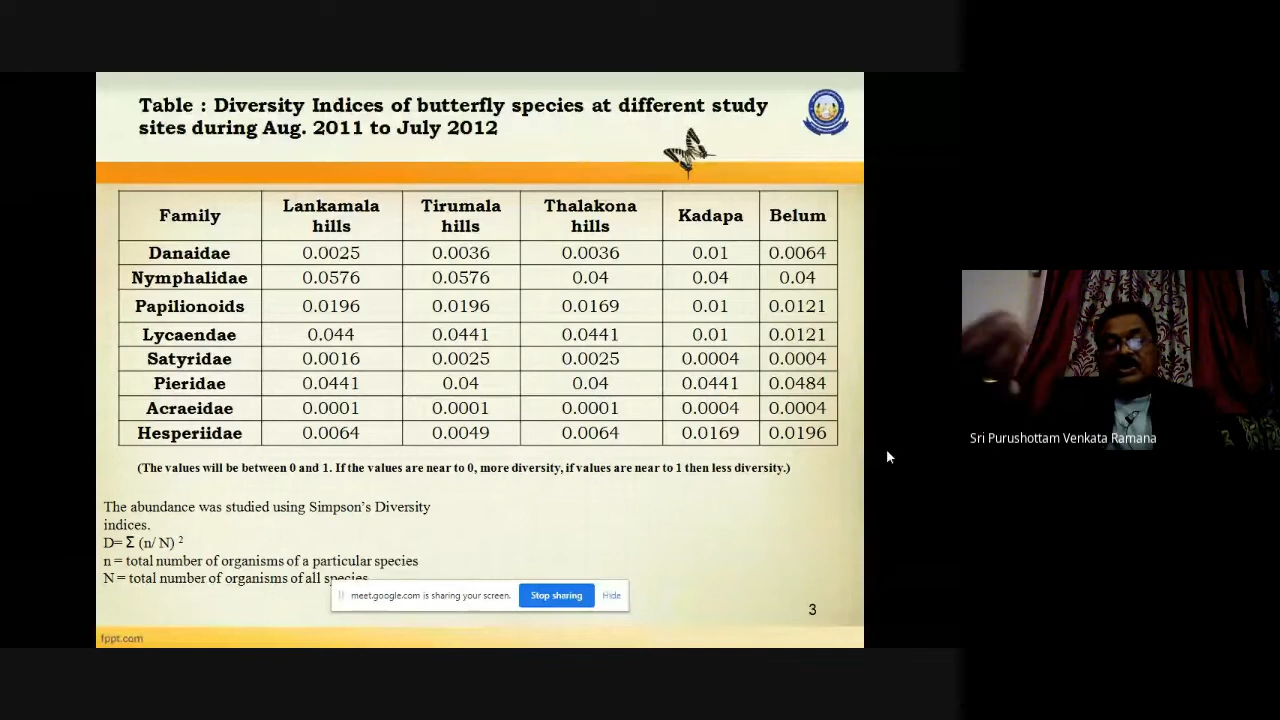 Table : Diversity Indices of butterfly species at different study
sites during Aug. 2011 to July 2012
Family Lankamala hills Tirumala hills Thalakona hills Kadapa Belum
Danaidae 0.0025 0.0036 0.0036 0.01 0.0064
Nymphalidae 0.0576 0.0576 0.04 0.04 0.04
Papilionoids 0.0196 0.0196 0.0169 0.01 0.0121
Lycaendae 0.044 0.0441 0.0441 0.01 0.0121
Satyridae 0.0016 0.0025 0.0025 0.0004 0.0004
Pieridae 0.0441 0.04 0.04 0.0441 0.0484
Acraeidae 0.0001 0.0001 0.0001 0.0004 0.0004
Hesperiidae 0.0064 0.0049 0.0064 0.0169 0.0196
(The values will be between 0 and 1. If the values are near to 0, more diversity, if values are near to 1 then less diversity.)
The abundance was studied using Simpson's Diversity
indices.
D= Σ (n/ N) ²
n = total number of organisms of a particular species
N = total number of organisms of all species
meet.google.com is sharing your screen. Stop sharing Hide
3
fppt.com
Sri Purushottam Venkata Ramana